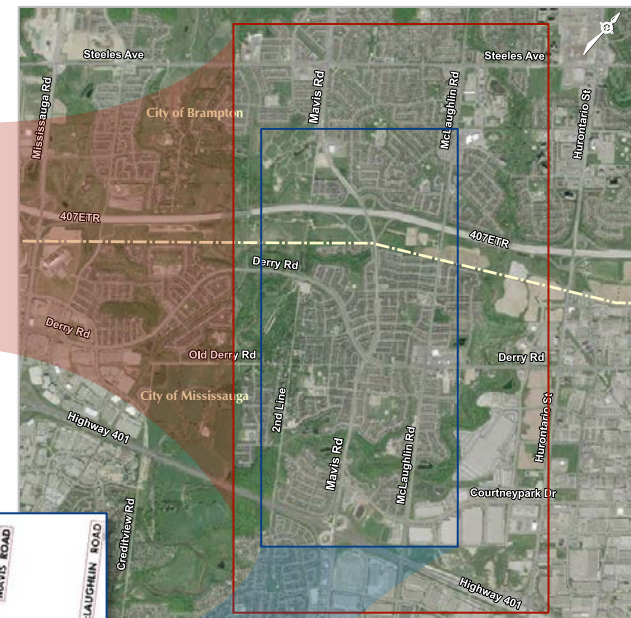 Steeles Ave
Steeles Ave
Mississauga Rd
Mavis Rd
McLaughlin Rd
Hurontario St
City of Brampton
407ETR
407ETR
Derry Rd
Derry Rd
Old Derry Rd
Derry Rd
City of Mississauga
2nd Line
Hurontario St
Highway 401
Mavis Rd
McLaughlin Rd
Courtneypark Dr
Creditview Rd
Highway 401
MAVIS ROAD
LAUGHLIN ROAD